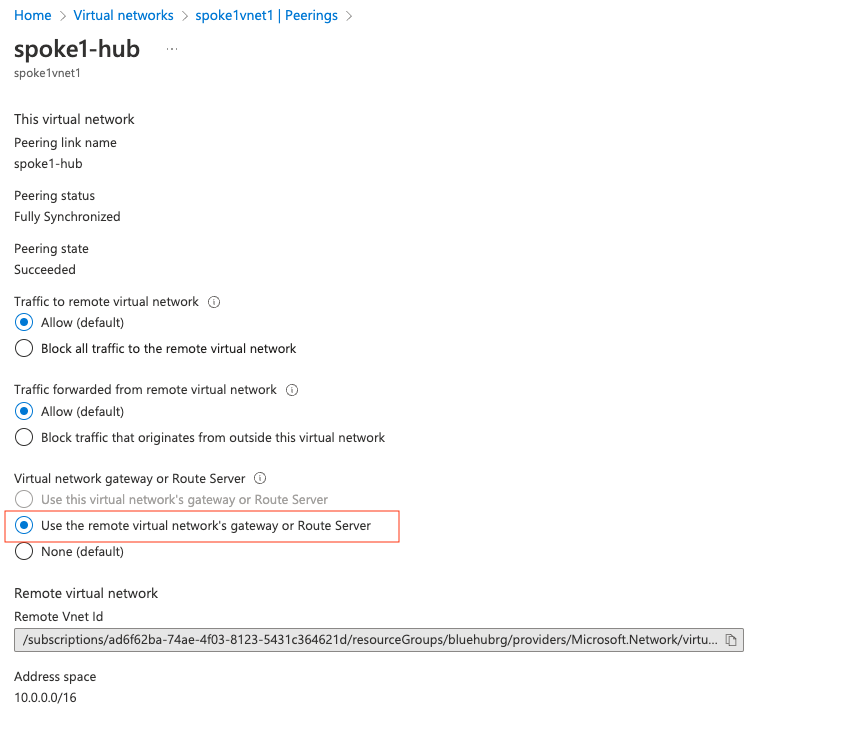 Home > Virtual networks > spoke1vnet1 | Peerings >
spoke1-hub ...
spoke1vnet1
This virtual network
Peering link name
spoke1-hub
Peering status
Fully Synchronized
Peering state
Succeeded
Traffic to remote virtual network
Allow (default)
Block all traffic to the remote virtual network
Traffic forwarded from remote virtual network
Allow (default)
Block traffic that originates from outside this virtual network
Virtual network gateway or Route Server
Use this virtual network's gateway or Route Server
Use the remote virtual network's gateway or Route Server
None (default)
Remote virtual network
Remote Vnet Id
/subscriptions/ad6f62ba-74ae-4f03-8123-5431c364621d/resourceGroups/bluehubrg/providers/Microsoft.Network/virtu...
Address space
10.0.0.0/16